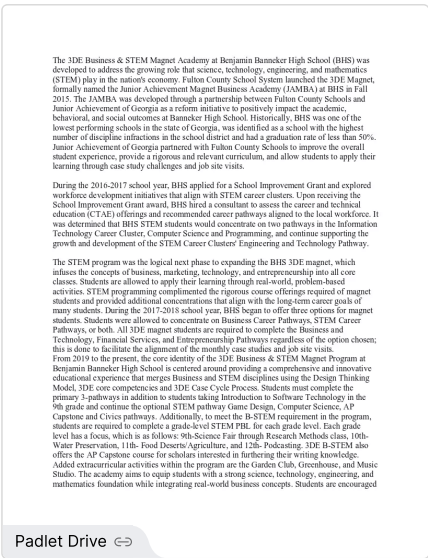 The 3DE Business & STEM Magnet Academy at Benjamin Banneker High School (BHS) was
developed to address the growing role that science, technology, engineering, and mathematics
(STEM) play in the nation's economy. Fulton County School System launched the 3DE Magnet,
formally named the Junior Achievement Magnet Business Academy (JAMBA) at BHS in Fall
2015. The JAMBA was developed through a partnership between Fulton County Schools and
Junior Achievement of Georgia as a reform initiative to positively impact the academic,
behavioral, and social outcomes at Banneker High School. Historically, BHS was one of the
lowest performing schools in the state of Georgia, was identified as a school with the highest
number of discipline infractions in the school district and had a graduation rate of less than 50%.
Junior Achievement of Georgia partnered with Fulton County Schools to improve the overall
student experience, provide a rigorous and relevant curriculum, and allow students to apply their
learning through case study challenges and job site visits.
During the 2016-2017 school year, BHS applied for a School Improvement Grant and explored
workforce development initiatives that align with STEM career clusters. Upon receiving the
School Improvement Grant award, BHS hired a consultant to assess the career and technical
education (CTAE) offerings and recommended career pathways aligned to the local workforce. It
was determined that BHS STEM students would concentrate on two pathways in the Information
Technology Career Cluster, Computer Science and Programming, and continue supporting the
growth and development of the STEM Career Clusters' Engineering and Technology Pathway.
The STEM program was the logical next phase to expanding the BHS 3DE magnet, which
infuses the concepts of business, marketing, technology, and entrepreneurship into all core
classes. Students are allowed to apply their learning through real-world, problem-based
activities. STEM programming complimented the rigorous course offerings required of magnet
students and provided additional concentrations that align with the long-term career goals of
many students. During the 2017-2018 school year, BHS began to offer three options for magnet
students. Students were allowed to concentrate on Business Career Pathways, STEM Career
Pathways, or both. All 3DE magnet students are required to complete the Business and
Technology, Financial Services, and Entrepreneurship Pathways regardless of the option chosen;
this is done to facilitate the alignment of the monthly case studies and job site visits.
From 2019 to the present, the core identity of the 3DE Business & STEM Magnet Program at
Benjamin Banneker High School is centered around providing a comprehensive and innovative
educational experience that merges Business and STEM disciplines using the Design Thinking
Model, 3DE core competencies and 3DE Case Cycle Process. Students must complete the
primary 3-pathways in addition to students taking Introduction to Software Technology in the
9th grade and continue the optional STEM pathway Game Design, Computer Science, AP
Capstone and Civics pathways. Additionally, to meet the B-STEM requirement in the program,
students are required to complete a grade-level STEM PBL for each grade level. Each grade
level has a focus, which is as follows: 9th-Science Fair through Research Methods class, 10th-
Water Preservation, 11th- Food Deserts/Agriculture, and 12th- Podcasting. 3DE B-STEM also
offers the AP Capstone course for scholars interested in furthering their writing knowledge.
Added extracurricular activities within the program are the Garden Club, Greenhouse, and Music
Studio. The academy aims to equip students with a strong science, technology, engineering, and
mathematics foundation while integrating real-world business concepts. Students are encouraged
Padlet Drive